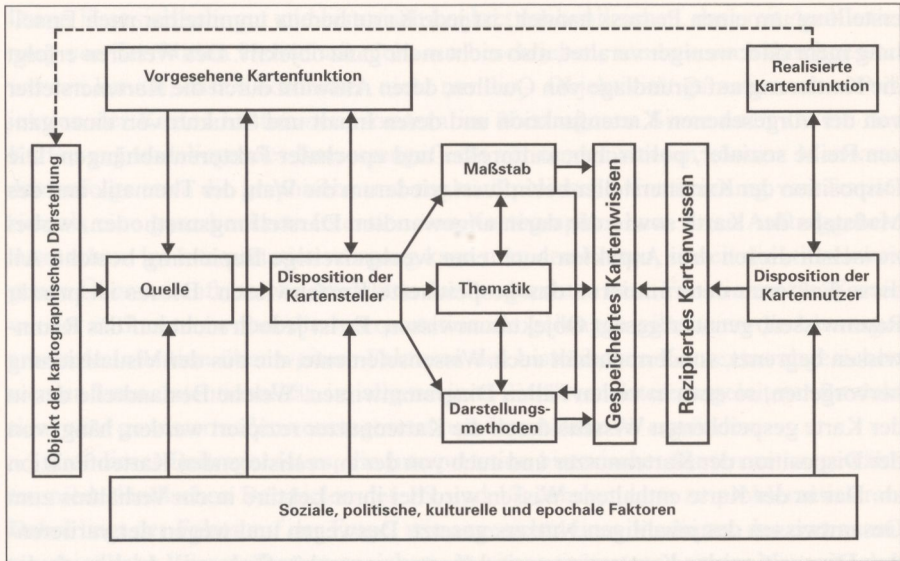 Vorgesehene Kartenfunktion
Reale
Kartenfunktion
Objekt der kartographischen Darstellung
Quelle
Disposition der
Kartensteller
Maßstab
Thematik
Darstellungs-
methoden
Gespeichertes Kartenwissen
Rezipiertes Kartenwissen
Disposition der
Kartennutzer
Soziale, politische, kulturelle und epochale Faktoren